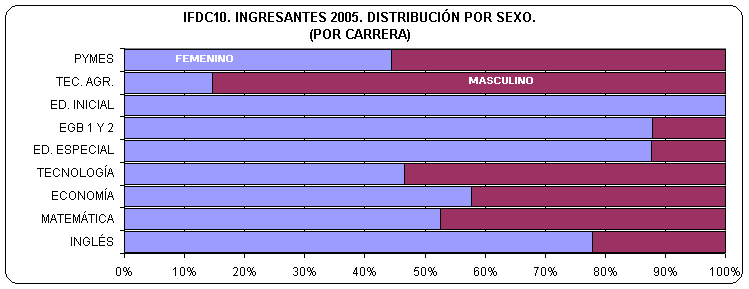 IFDC10. INGRESANTES 2005. DISTRIBUCIÓN POR SEXO.
(POR CARRERA)
PYMES
FEMENINO
TEC. AGR.
MASCULINO
ED. INICIAL
EGB 1 Y 2
ED. ESPECIAL
TECNOLOGÍA
ECONOMÍA
MATEMÁTICA
INGLÉS
0% 10% 20% 30% 40% 50% 60% 70% 80% 90% 100%